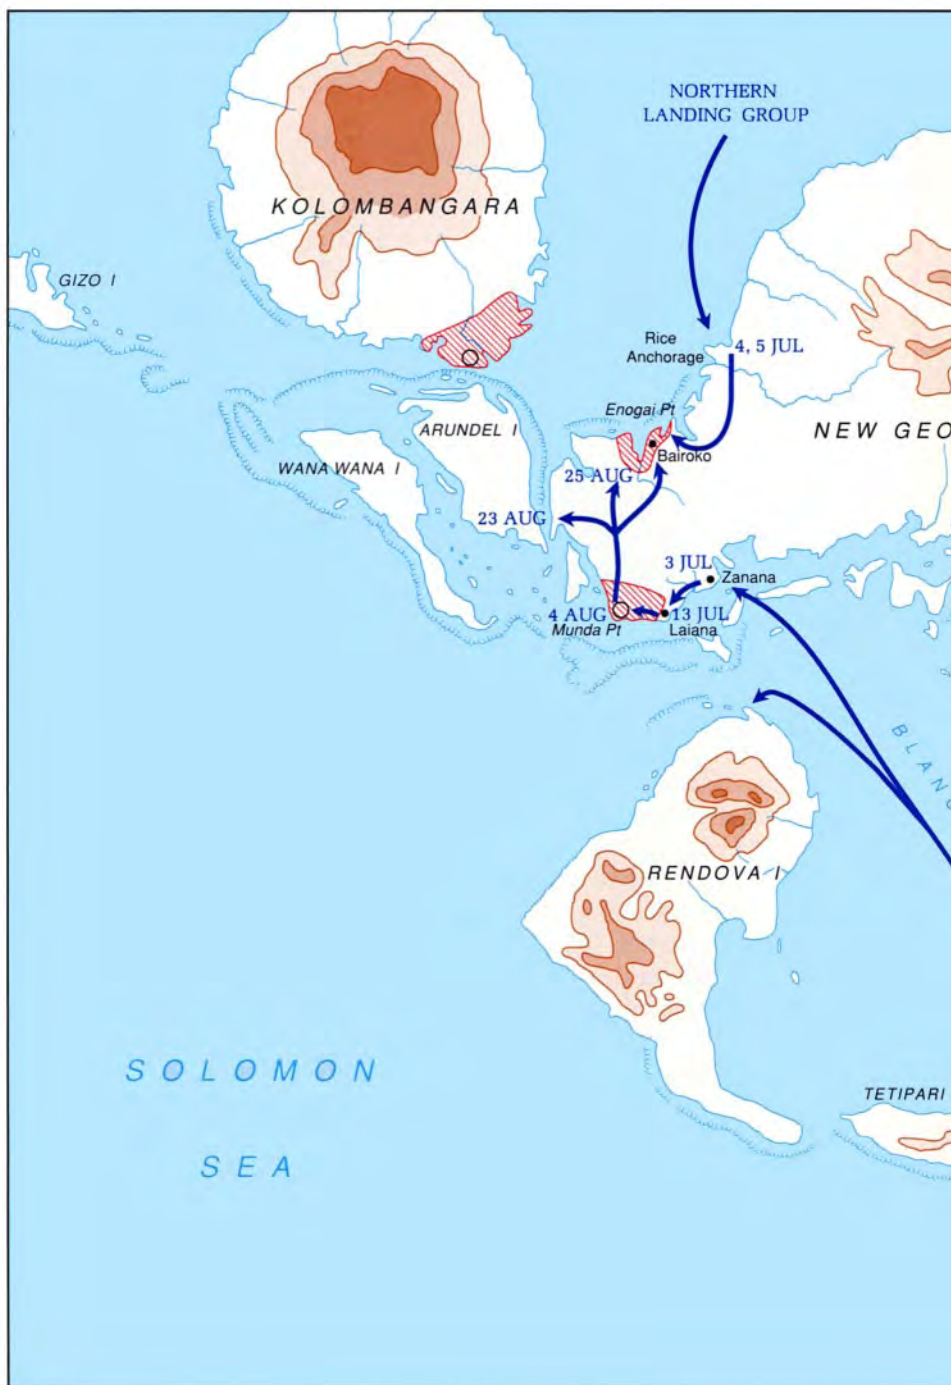 NORTHERN
LANDING GROUP
KOLOMBANGARA
GIZO I
Rice
Anchorage
4, 5 JUL
Enogai Pt
ARUNDEL I
NEW GEO
Bairoko
WANA WANA I
25 AUG
23 AUG
3 JUL
Zanana
4 AUG
13 JUL
Munda Pt
Laiana
BLANC
RENDOVA I
SOLOMON
SEA
TETIPARI